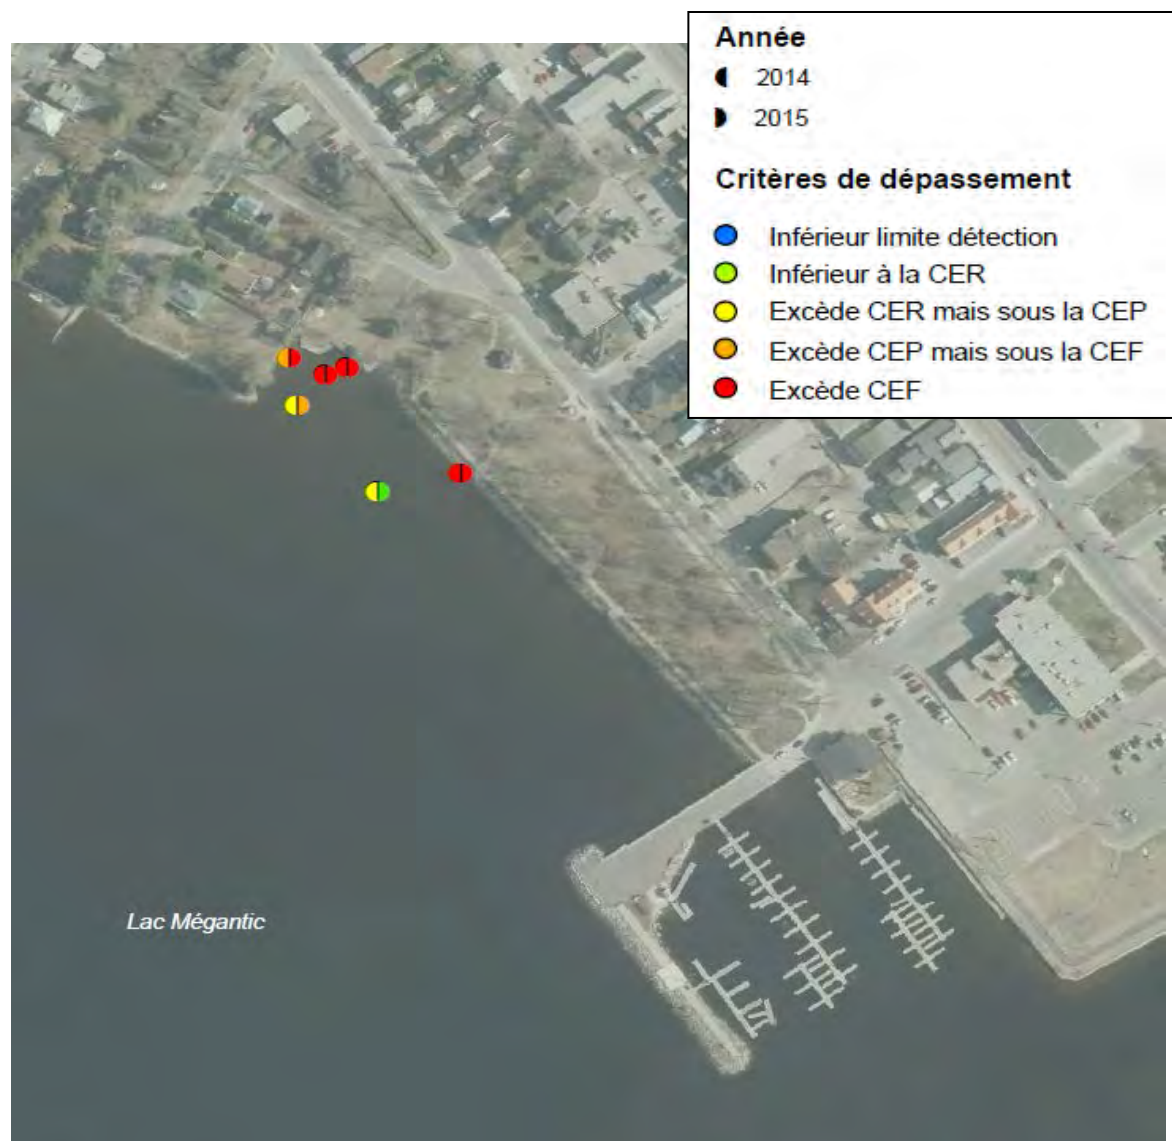 Année
2014
2015
Critères de dépassement
Inférieur limite détection
Inférieur à la CER
Excède CER mais sous la CEP
Excède CEP mais sous la CEF
Excède CEF
Lac Mégantic